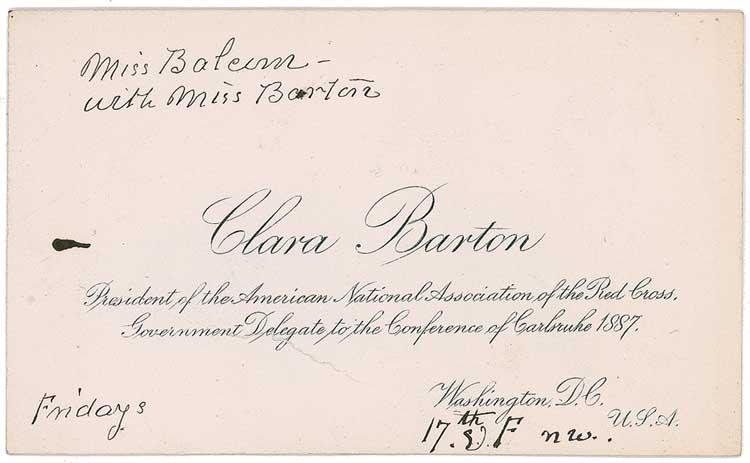 Miss Balcom –
with Miss Barton
Clara Barton
President of the American National Association of the Red Cross.
Government Delegate to the Conference of Carlsruhe 1887.
Washington, D.C.
U.S.A.
Fridays
17th F nw.